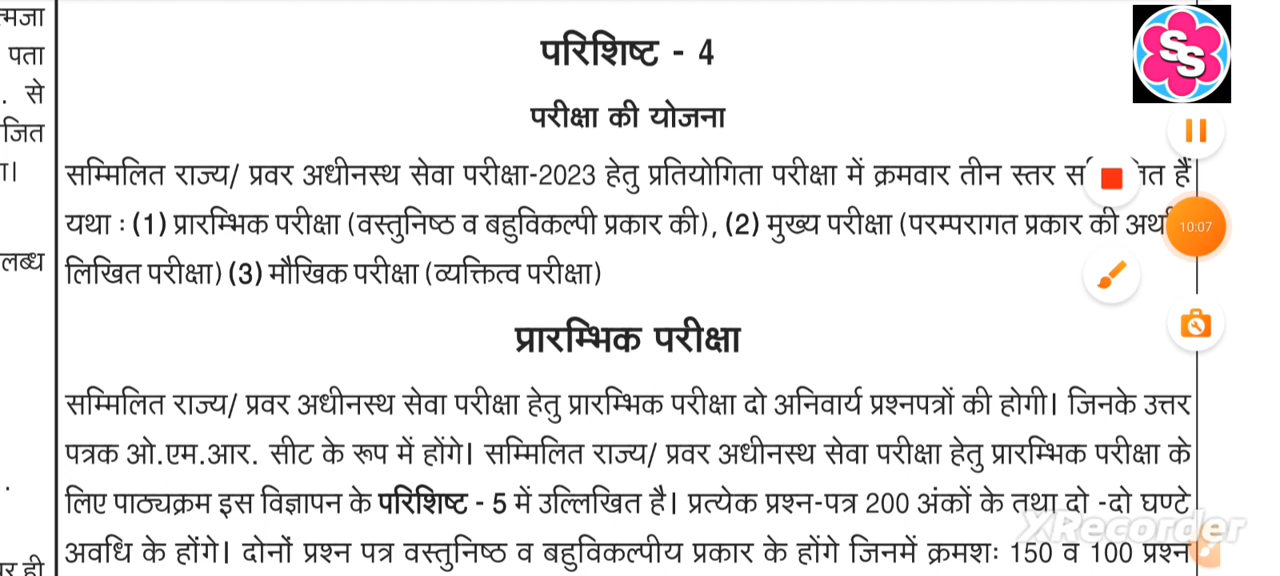 त्मजा
पता
. से
जित
ा।
लब्ध
.
र ही
परिशिष्ट - 4
परीक्षा की योजना
सम्मिलित राज्य/ प्रवर अधीनस्थ सेवा परीक्षा-2023 हेतु प्रतियोगिता परीक्षा में क्रमवार तीन स्तर हैं
यथा : (1) प्रारम्भिक परीक्षा (वस्तुनिष्ठ व बहुविकल्पी प्रकार की), (2) मुख्य परीक्षा (परम्परागत प्रकार की
लिखित परीक्षा) (3) मौखिक परीक्षा (व्यक्तित्व परीक्षा)
प्रारम्भिक परीक्षा
सम्मिलित राज्य/ प्रवर अधीनस्थ सेवा परीक्षा हेतु प्रारम्भिक परीक्षा दो अनिवार्य प्रश्नपत्रों की होगी। जिनके उत्तर
पत्रक ओ.एम.आर. सीट के रूप में होंगे। सम्मिलित राज्य/ प्रवर अधीनस्थ सेवा परीक्षा हेतु प्रारम्भिक परीक्षा के
लिए पाठ्यक्रम इस विज्ञापन के परिशिष्ट - 5 में उल्लिखित है। प्रत्येक प्रश्न-पत्र 200 अंकों के तथा दो -दो घण्टे
अवधि के होंगे। दोनों प्रश्न पत्र वस्तुनिष्ठ व बहुविकल्पीय प्रकार के होंगे जिनमें क्रमशः 150 व 100 प्रश्न
SS
10:07
XRecorder